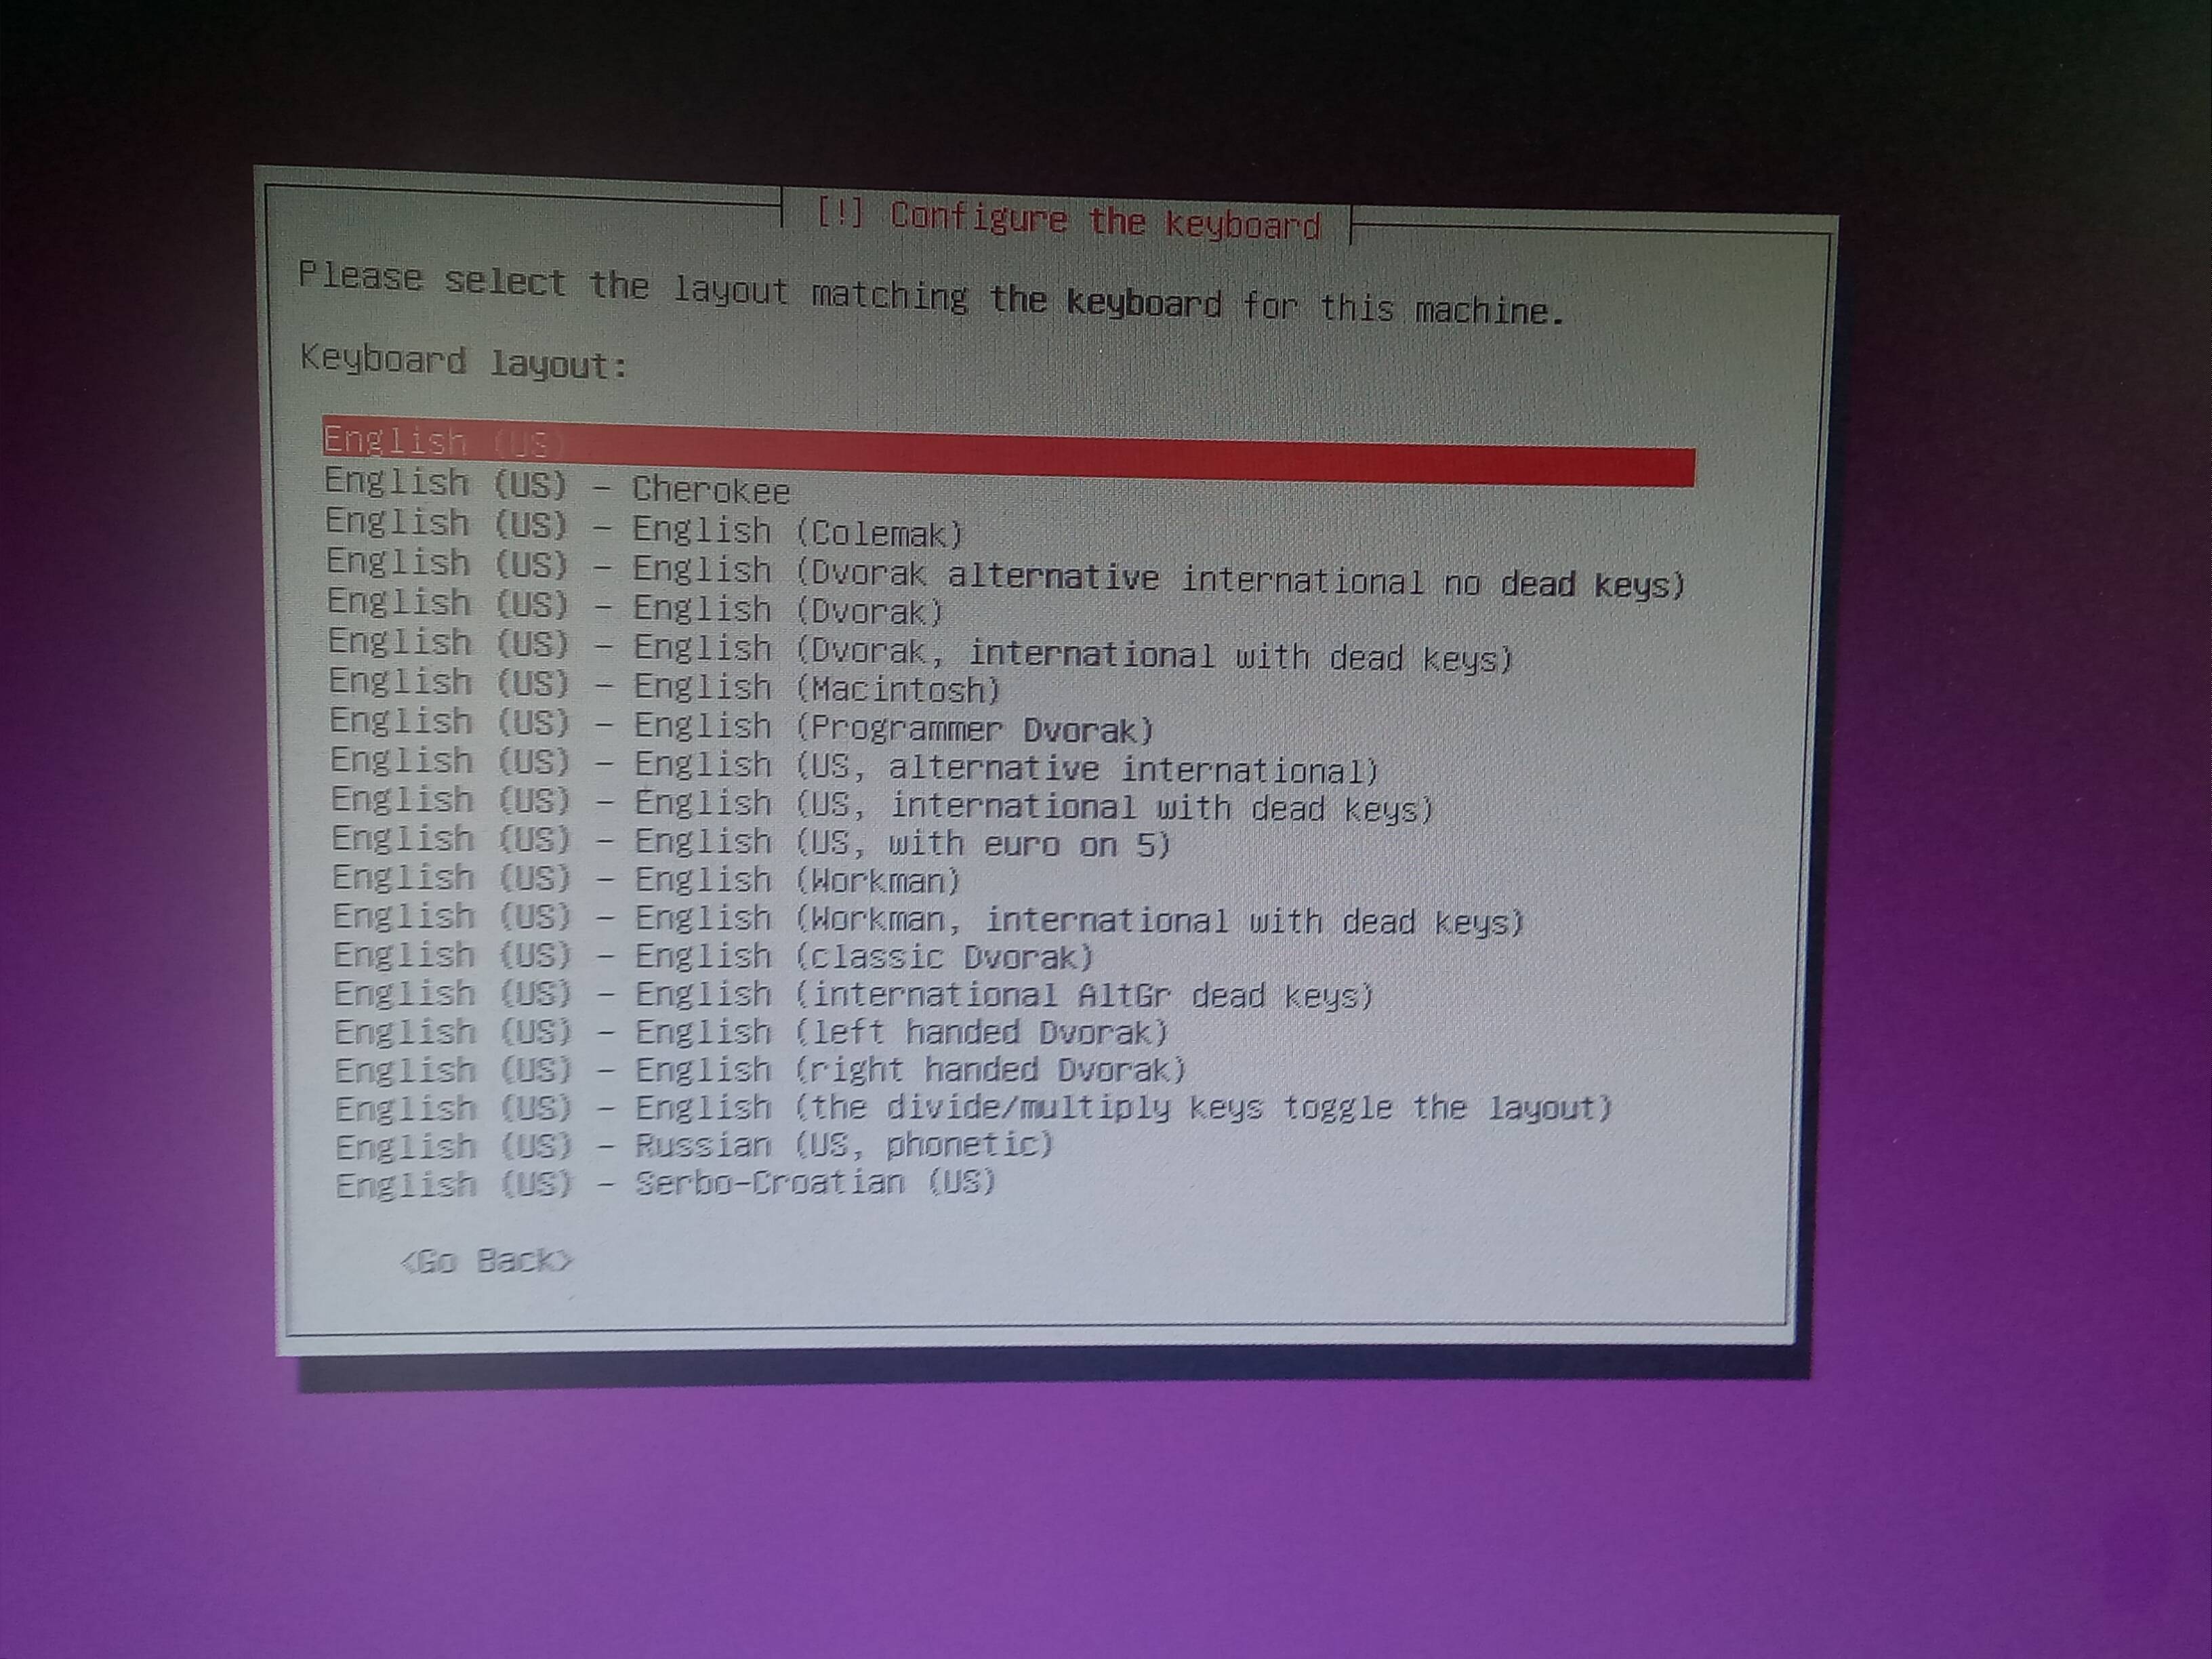 [!] Configure the keyboard
Please select the layout matching the keyboard for this machine.
Keyboard layout:
English (US)
English (US) - Cherokee
English (US) - English (Colemak)
English (US) - English (Dvorak alternative international no dead keys)
English (US) - English (Dvorak)
English (US) - English (Dvorak, international with dead keys)
English (US) - English (Macintosh)
English (US) - English (Programmer Dvorak)
English (US) - English (US, alternative international)
English (US) - English (US, international with dead keys)
English (US) - English (US, with euro on 5)
English (US) - English (Workman)
English (US) - English (Workman, international with dead keys)
English (US) - English (classic Dvorak)
English (US) - English (international AltGr dead keys)
English (US) - English (left handed Dvorak)
English (US) - English (right handed Dvorak)
English (US) - English (the divide/multiply keys toggle the layout)
English (US) - Russian (US, phonetic)
English (US) - Serbo-Croatian (US)
<Go Back>